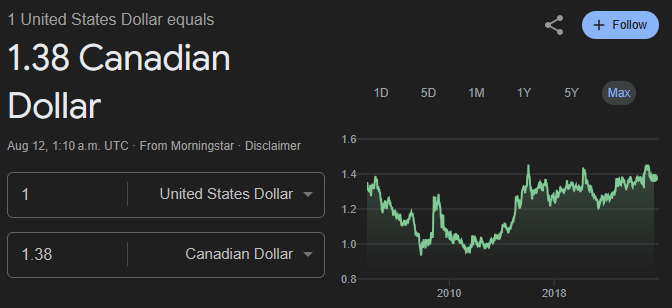 1 United States Dollar equals
1.38 Canadian
Dollar
Aug 12, 1:10 a.m. UTC · From Morningstar · Disclaimer
1 United States Dollar
1.38 Canadian Dollar
+ Follow
1D 5D 1M 1Y 5Y Max
1.6
1.4
1.2
1.0
0.8
2010 2018